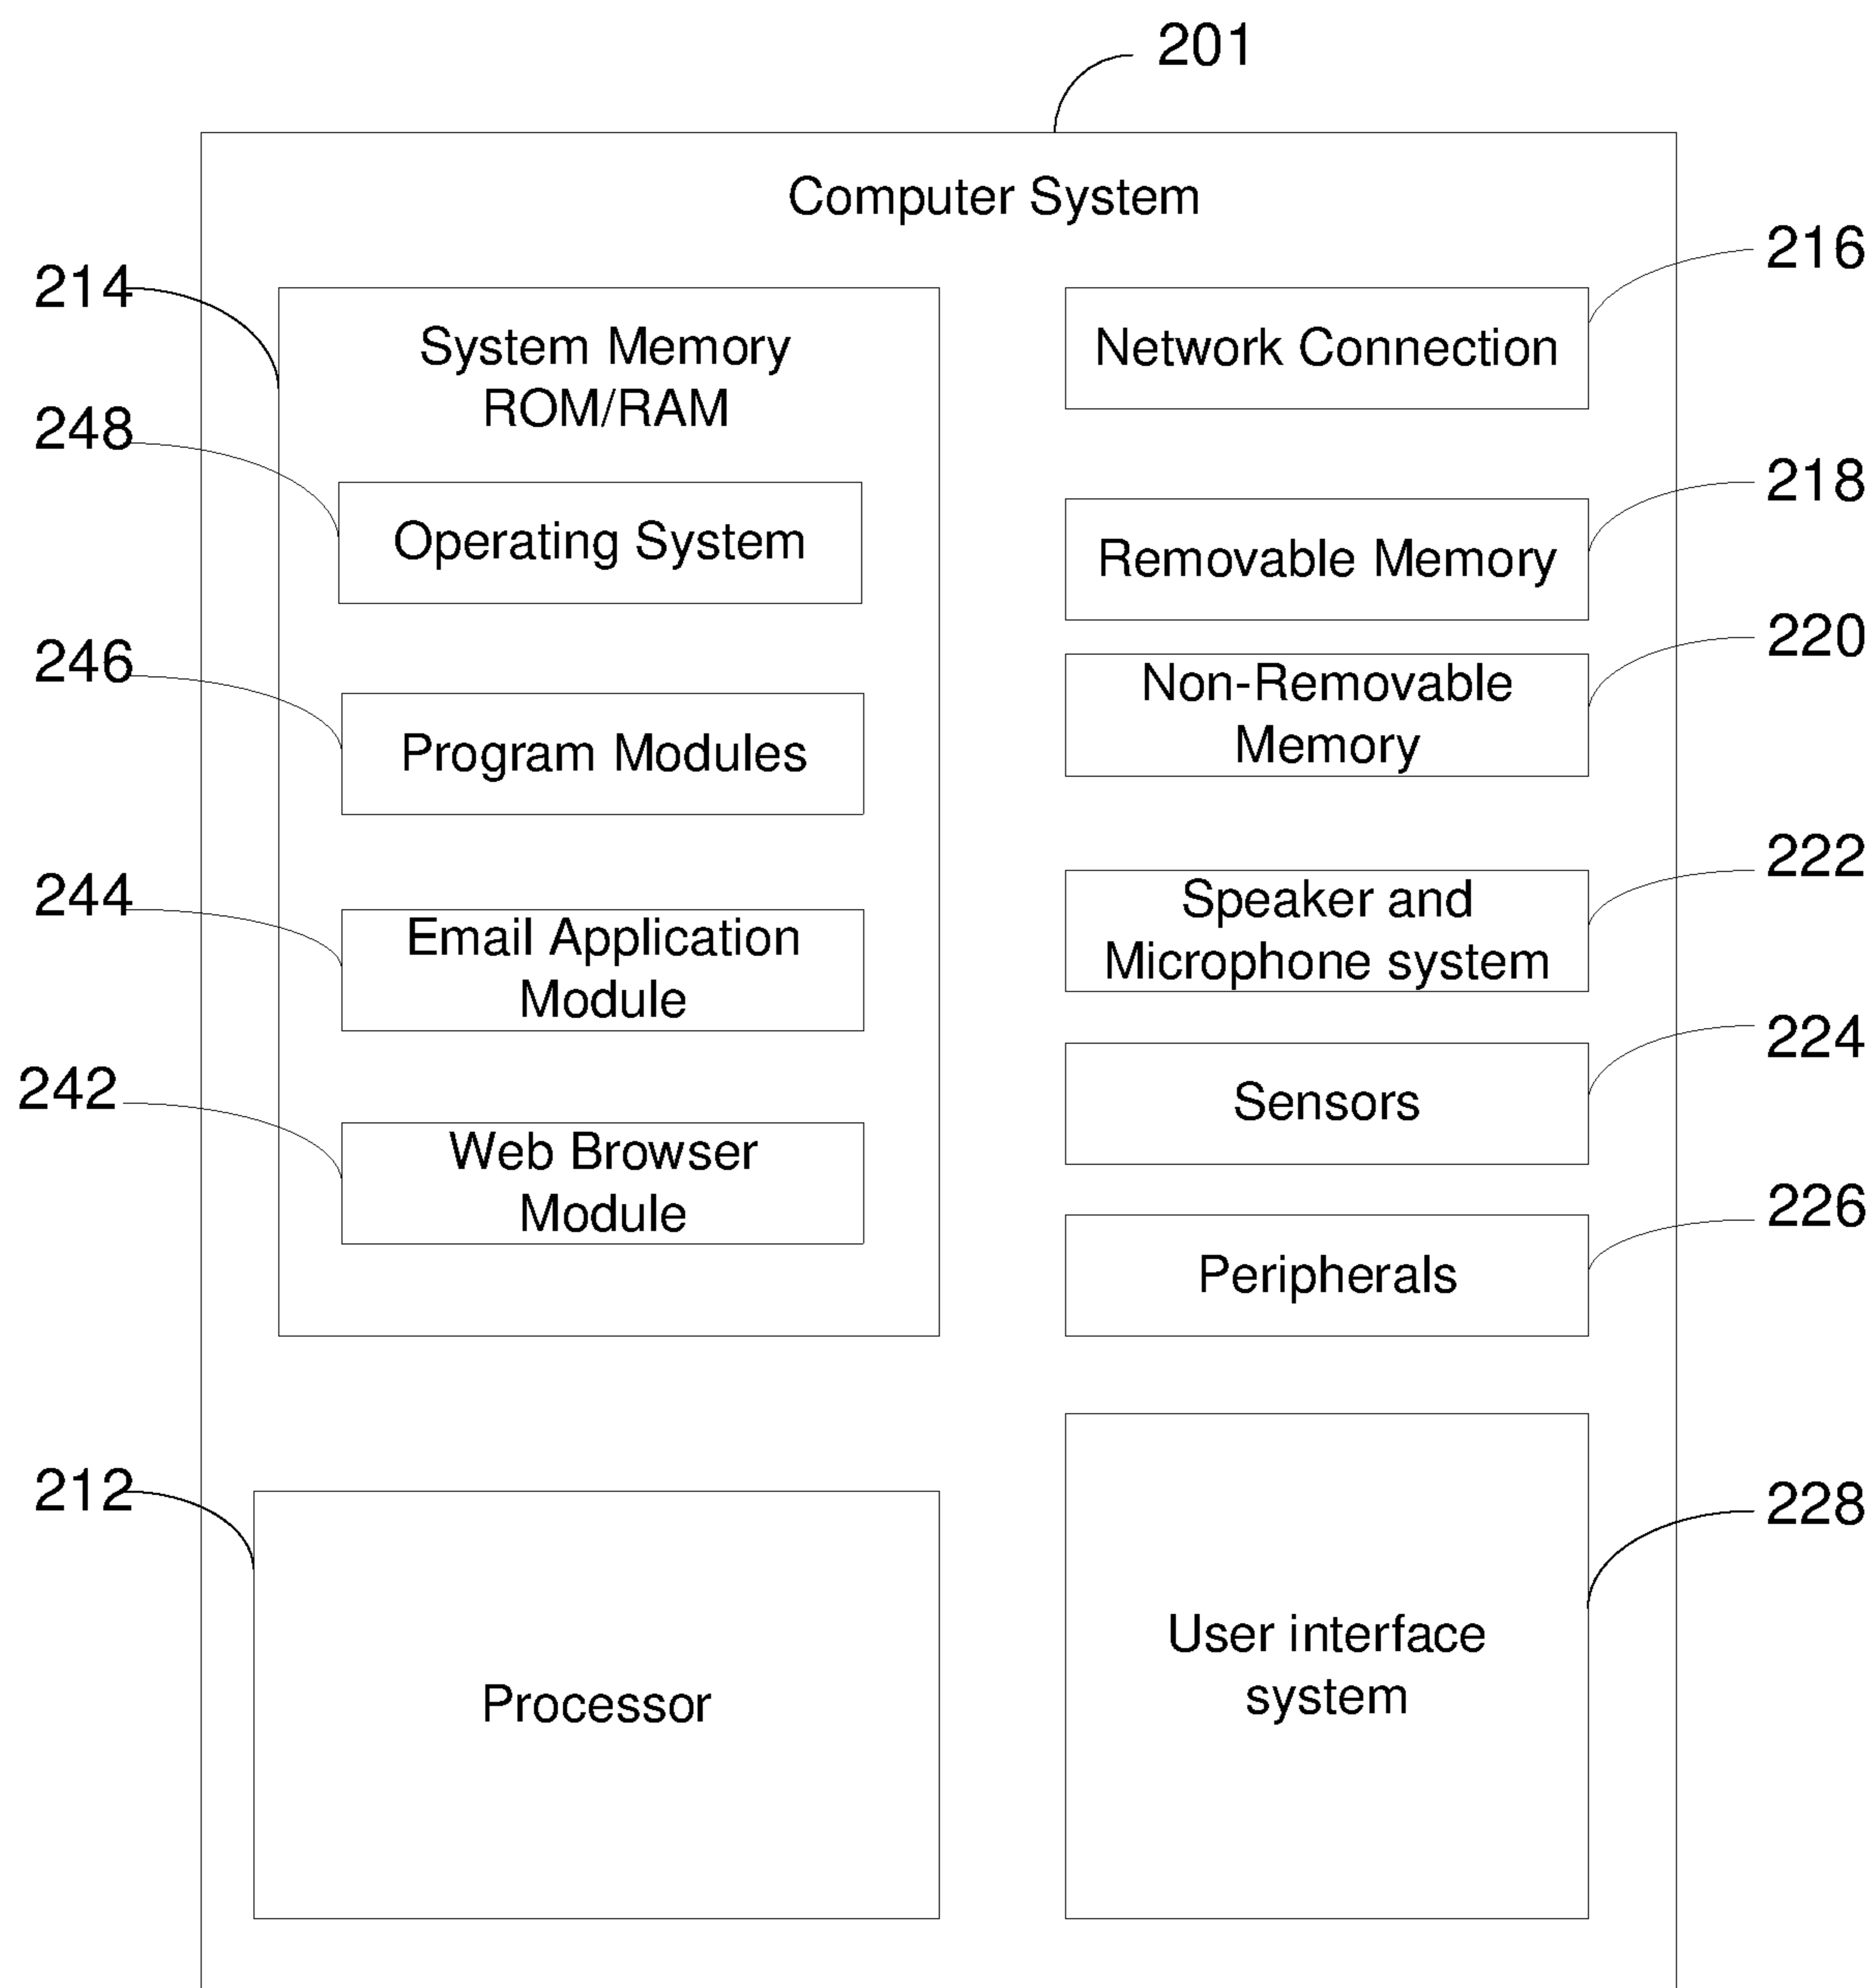 201
Computer System
214
System Memory
ROM/RAM
248
Operating System
246
Program Modules
244
Email Application
Module
242
Web Browser
Module
212
Processor
216
Network Connection
218
Removable Memory
220
Non-Removable
Memory
222
Speaker and
Microphone system
224
Sensors
226
Peripherals
228
User interface
system